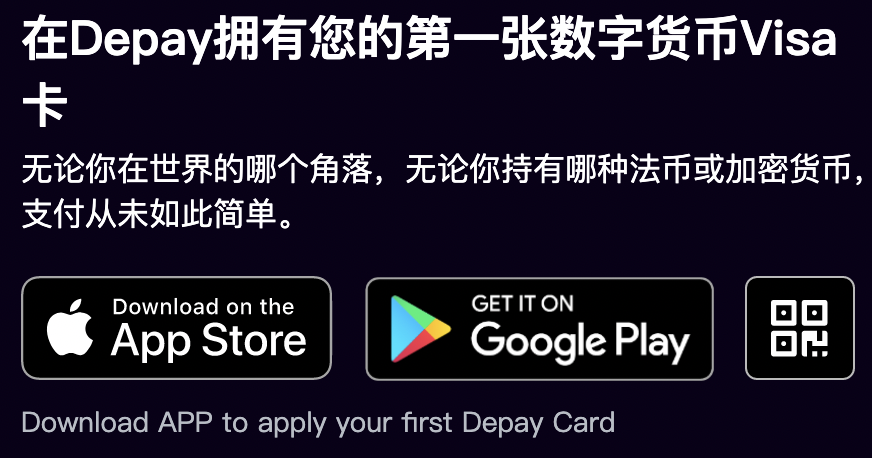 在Depay拥有您的第一张数字货币Visa
卡
无论你在世界的哪个角落，无论你持有哪种法币或加密货币，
支付从未如此简单。
Download on the
App Store
GET IT ON
Google Play
Download APP to apply your first Depay Card